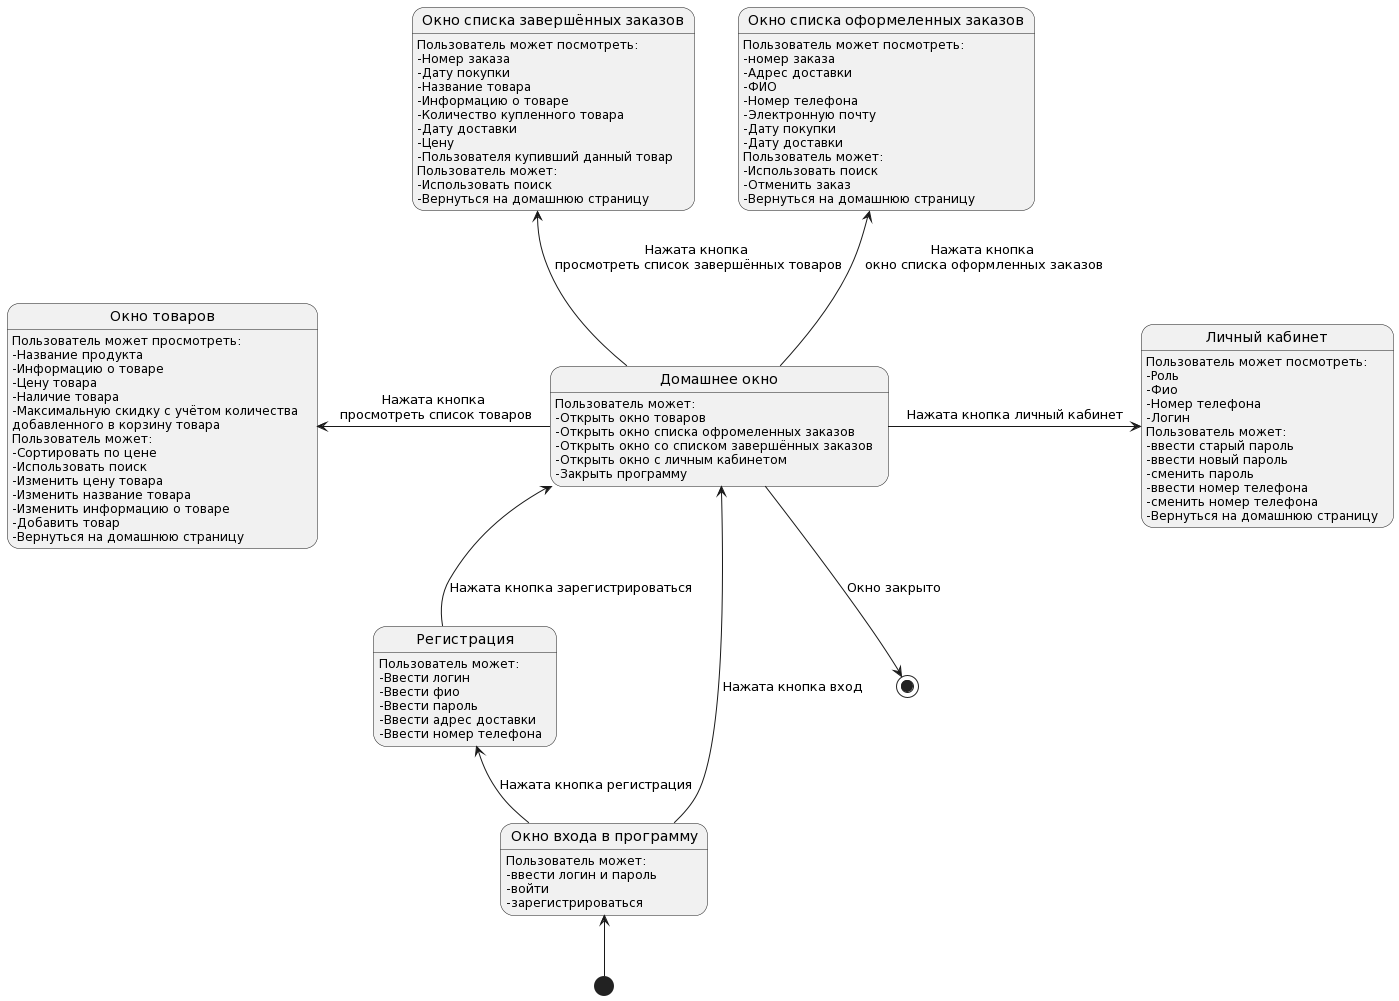 Окно списка завершённых заказов
Пользователь может посмотреть:
-Номер заказа
-Дату покупки
-Название товара
-Информацию о товаре
-Количество купленного товара
-Дату доставки
-Цену
-Пользователя купивший данный товар
Пользователь может:
-Использовать поиск
-Вернуться на домашнюю страницу
Окно списка оформеленных заказов
Пользователь может посмотреть:
-номер заказа
-Адрес доставки
-ФИО
-Номер телефона
-Электронную почту
-Дату покупки
-Дату доставки
Пользователь может:
-Использовать поиск
-Отменить заказ
-Вернуться на домашнюю страницу
Нажата кнопка
просмотреть список завершённых товаров
Нажата кнопка
окно списка оформленных заказов
Окно товаров
Пользователь может просмотреть:
-Название продукта
-Информацию о товаре
-Цену товара
-Наличие товара
-Максимальную скидку с учётом количества
добавленного в корзину товара
Пользователь может:
-Сортировать по цене
-Использовать поиск
-Изменить цену товара
-Изменить название товара
-Изменить информацию о товаре
-Добавить товар
-Вернуться на домашнюю страницу
Нажата кнопка
просмотреть список товаров
Домашнее окно
Пользователь может:
-Открыть окно товаров
-Открыть окно списка офромеленных заказов
-Открыть окно со списком завершённых заказов
-Открыть окно с личным кабинетом
-Закрыть программу
Нажата кнопка личный кабинет
Личный кабинет
Пользователь может посмотреть:
-Роль
-Фио
-Номер телефона
-Логин
Пользователь может:
-ввести старый пароль
-ввести новый пароль
-сменить пароль
-ввести номер телефона
-сменить номер телефона
-Вернуться на домашнюю страницу
Нажата кнопка зарегистрироваться
Окно закрыто
Регистрация
Пользователь может:
-Ввести логин
-Ввести фио
-Ввести пароль
-Ввести адрес доставки
-Ввести номер телефона
Нажата кнопка вход
Нажата кнопка регистрация
Окно входа в программу
Пользователь может:
-ввести логин и пароль
-войти
-зарегистрироваться